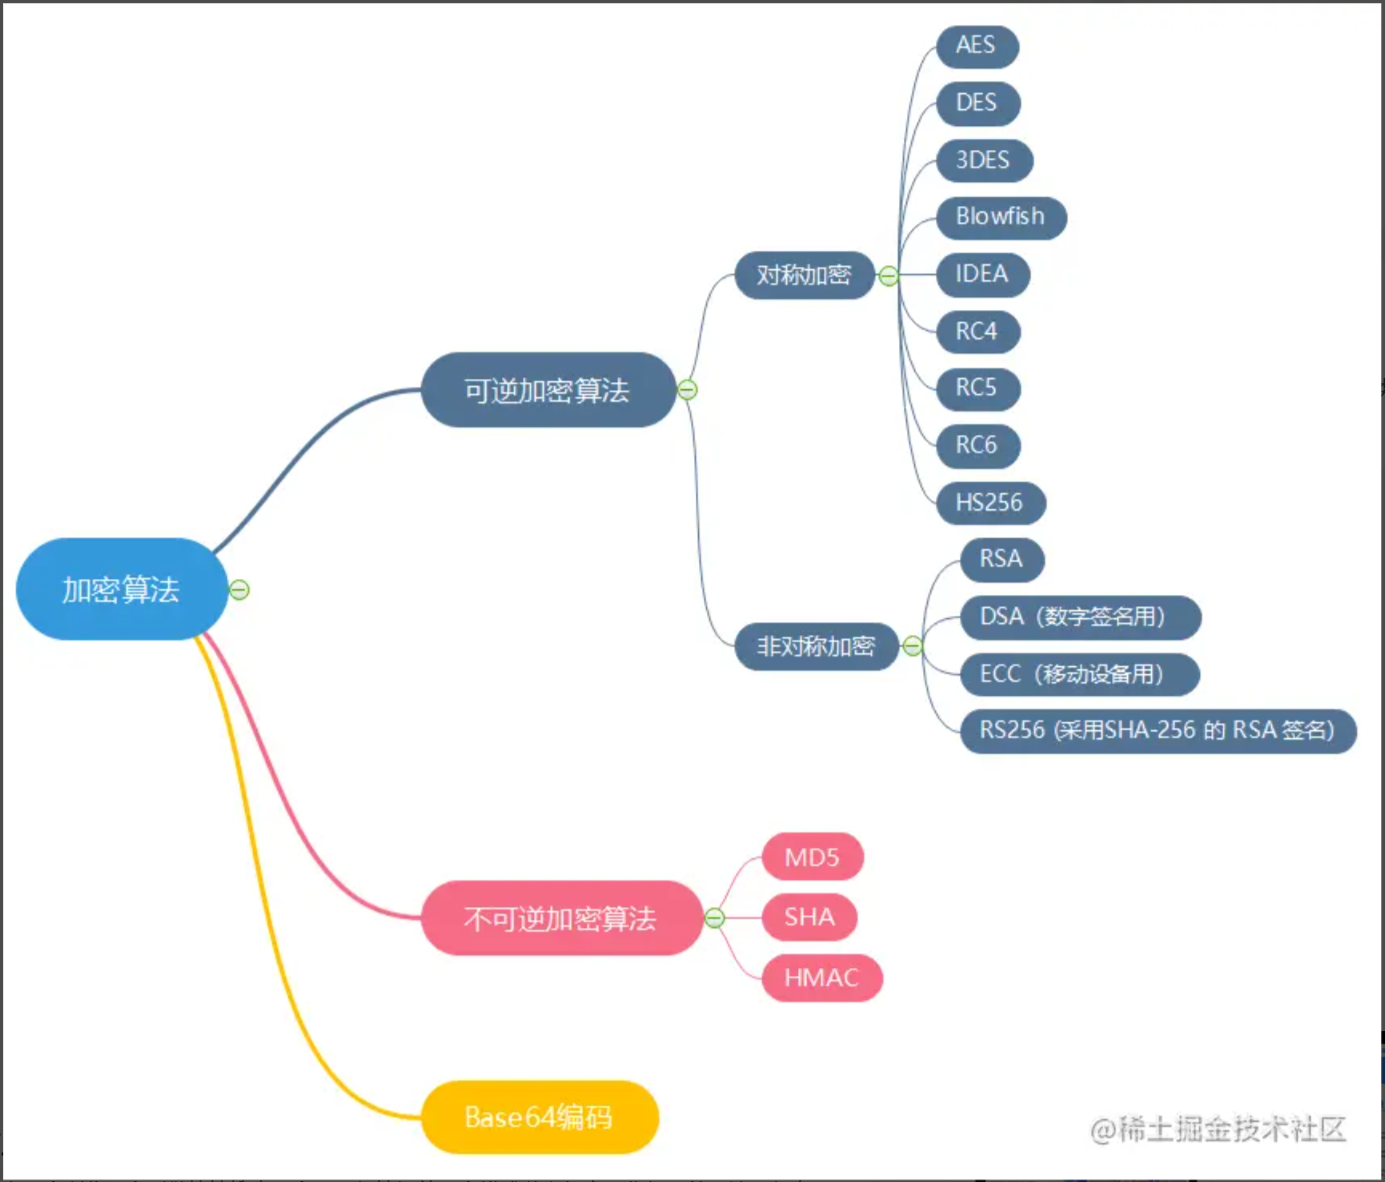 加密算法
可逆加密算法
对称加密
AES
DES
3DES
Blowfish
IDEA
RC4
RC5
RC6
HS256
非对称加密
RSA
DSA（数字签名用）
ECC（移动设备用）
RS256 (采用SHA-256 的 RSA 签名)
不可逆加密算法
MD5
SHA
HMAC
Base64编码
@稀土掘金技术社区